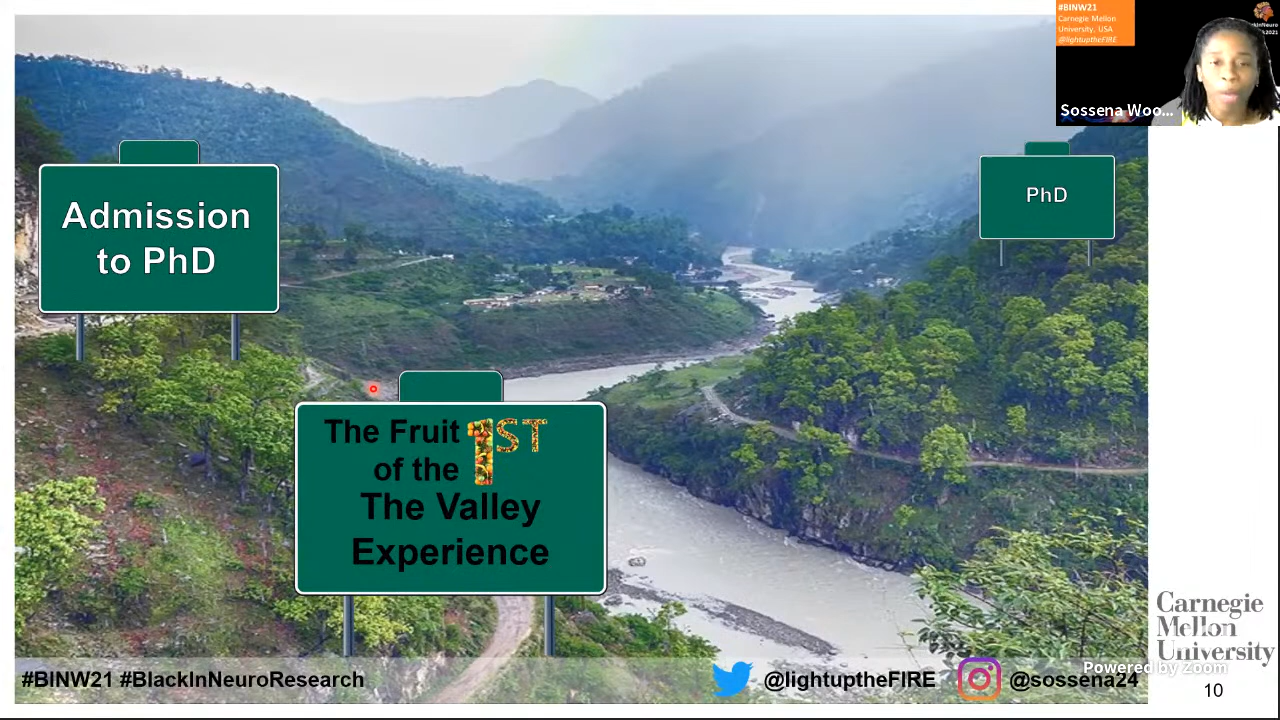 #BINW21
Carnegie Mellon
University, USA
@lightuptheFIRE
Sossena Woo...
Admission
to PhD
PhD
The Fruit 1ST
of the
The Valley
Experience
#BINW21 #BlackInNeuroResearch
@lightuptheFIRE
@sossena24
Carnegie
Mellon
University
Powered by Zoom
10